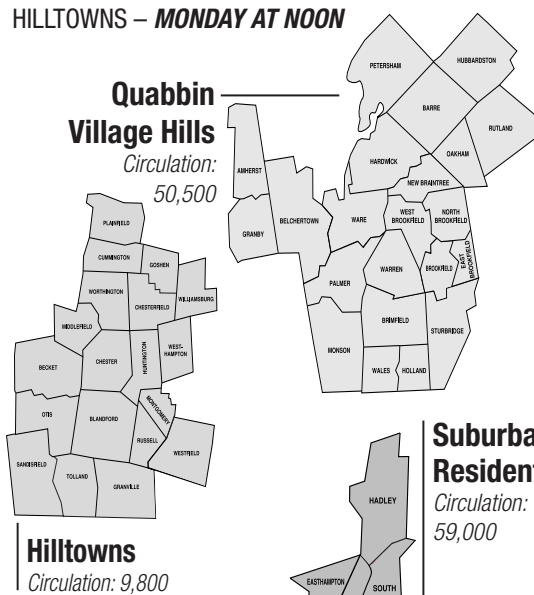 HILLTOWNS – MONDAY AT NOON
Quabbin
Village Hills
Circulation:
50,500
PETERSHAM
HUBBARDSTON
BARRE
RUTLAND
HARDWICK
OAKHAM
NEW BRAINTREE
AMHERST
BELCHERTOWN
GRANBY
WARE
WEST
BROOKFIELD
NORTH
BROOKFIELD
PALMER
WARREN
BROOKFIELD
EAST
BROOKFIELD
BRIMFIELD
STURBRIDGE
MONSON
WALES
HOLLAND
PLAINFIELD
CUMMINGTON
GOSHEN
WORTHINGTON
CHESTERFIELD
WILLIAMSBURG
MIDDLEFIELD
BECKET
CHESTER
HUNTINGTON
WEST-
HAMPTON
OTIS
BLANDFORD
MONTGOMERY
RUSSELL
WESTFIELD
SANDISFIELD
TOLLAND
GRANVILLE
Hilltowns
Circulation: 9,800
Suburba
Resident
Circulation:
59,000
HADLEY
EASTHAMPTON
SOUTH